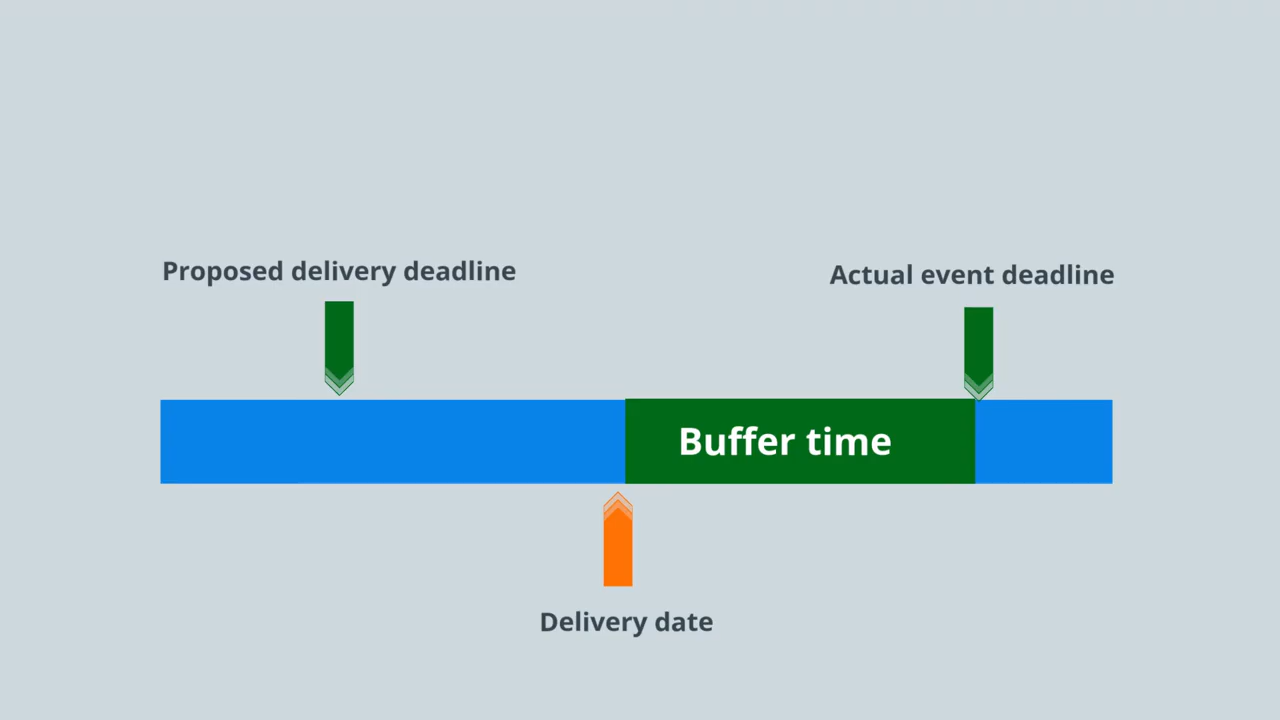 Proposed delivery deadline
Actual event deadline
Buffer time
Delivery date